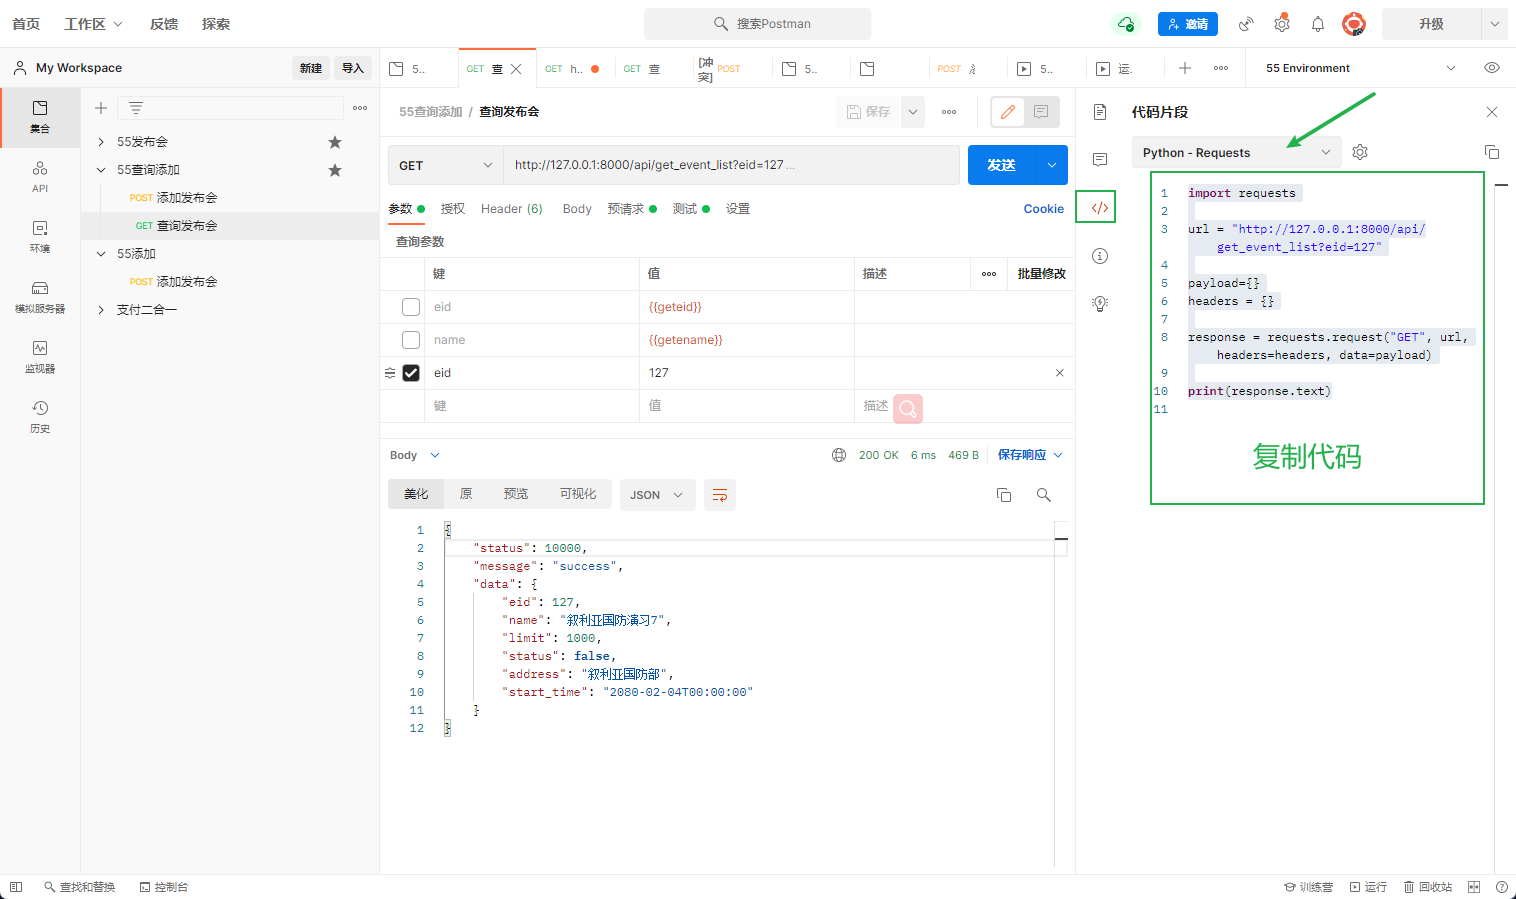 首页 工作区 反馈 探索 搜索Postman 邀请 升级
My Workspace 新建 导入
5.. GET 查 GET h.. GET 查 [冲突] POST 5.. POST 5.. 运. 55 Environment
集合
API
环境
模拟服务器
监视器
历史
55发布会
55查询添加
POST 添加发布会
GET 查询发布会
55添加
POST 添加发布会
支付二合一
55查询添加 / 查询发布会 保存
GET http://127.0.0.1:8000/api/get_event_list?eid=127 ... 发送
参数 授权 Header (6) Body 预请求 测试 设置 Cookie
查询参数
键 值 描述 批量修改
eid {{geteid}}
name {{getename}}
eid 127
键 值 描述
Body 200 OK 6 ms 469 B 保存响应
美化 原 预览 可视化 JSON
1 {
2 "status": 10000,
3 "message": "success",
4 "data": {
5 "eid": 127,
6 "name": "叙利亚国防演习7",
7 "limit": 1000,
8 "status": false,
9 "address": "叙利亚国防部",
10 "start_time": "2080-02-04T00:00:00"
11 }
12 }
代码片段
Python - Requests
1 import requests
2
3 url = "http://127.0.0.1:8000/api/
get_event_list?eid=127"
4
5 payload={}
6 headers = {}
7
8 response = requests.request("GET", url,
headers=headers, data=payload)
9
10 print(response.text)
11
复制代码
查找和替换 控制台 训练营 运行 回收站